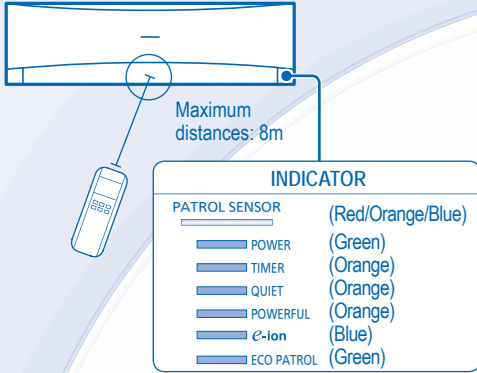 Maximum
distances: 8m
INDICATOR
PATROL SENSOR (Red/Orange/Blue)
POWER (Green)
TIMER (Orange)
QUIET (Orange)
POWERFUL (Orange)
e-ion (Blue)
ECO PATROL (Green)